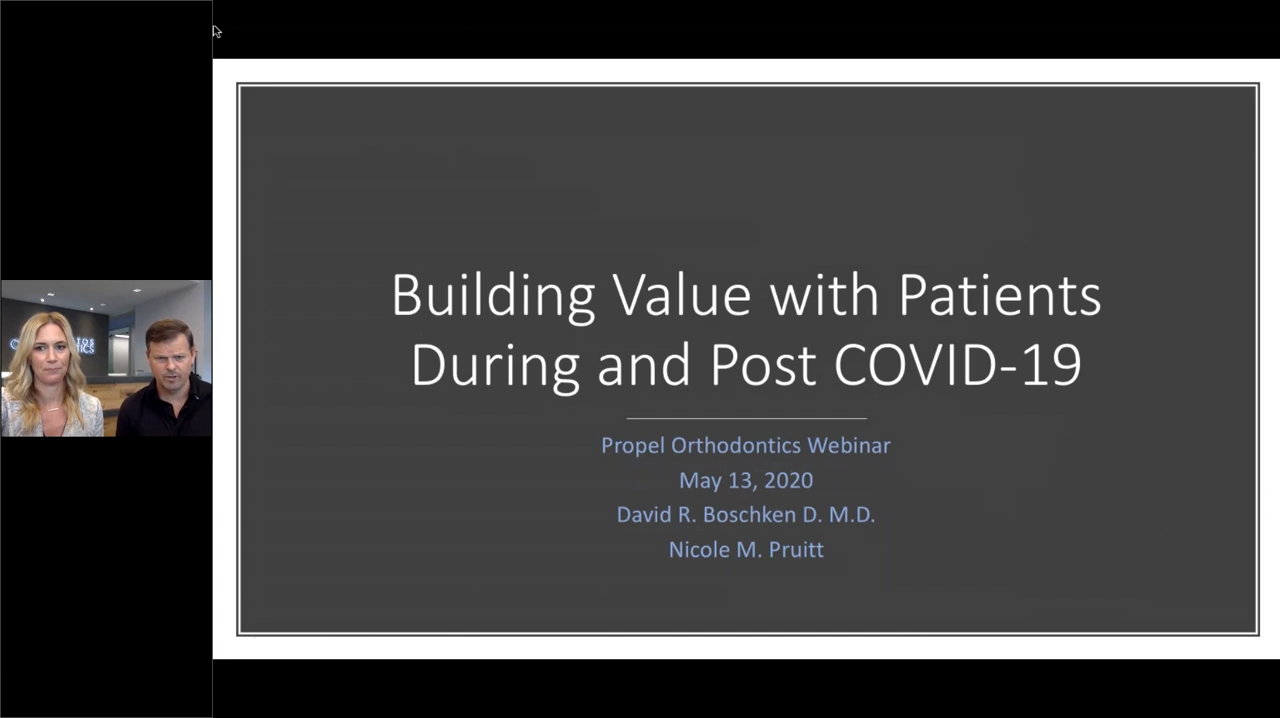 Building Value with Patients
During and Post COVID-19
Propel Orthodontics Webinar
May 13, 2020
David R. Boschken D. M.D.
Nicole M. Pruitt